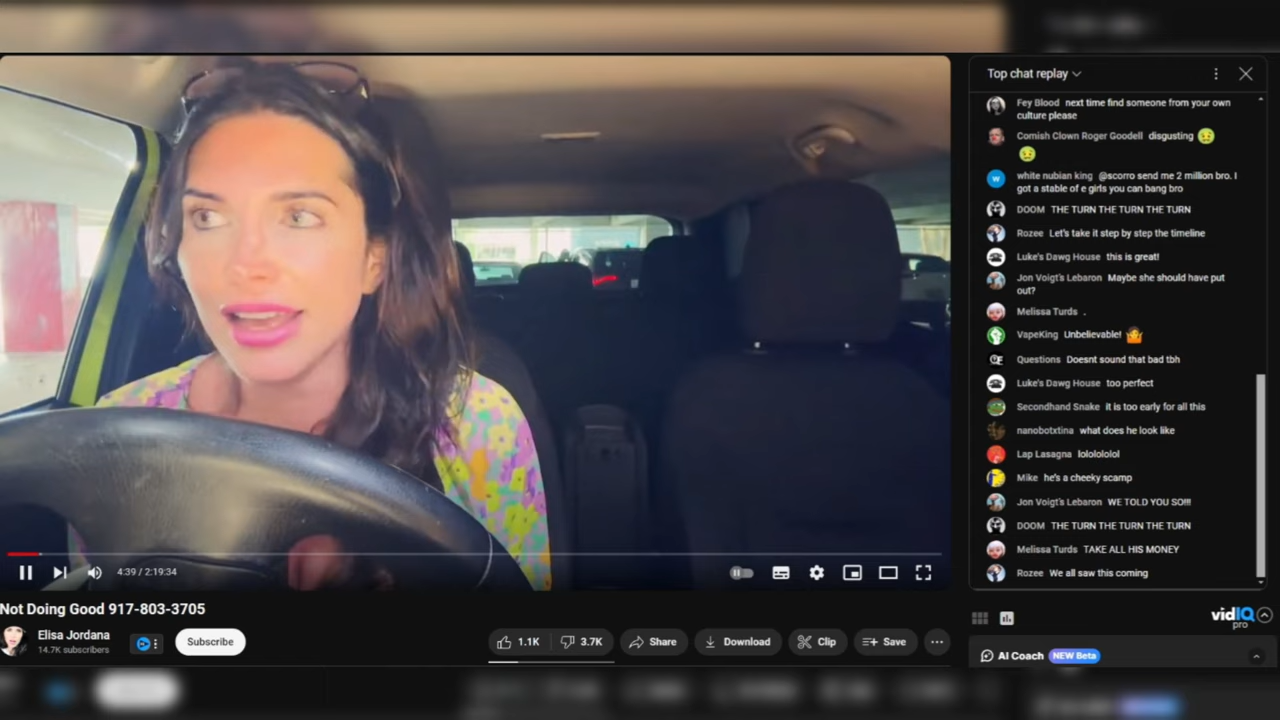 Top chat replay
Fey Blood next time find someone from your own
culture please
Cornish Clown Roger Goodell disgusting
W
white nubian king @scorro send me 2 million bro. I
got a stable of e girls you can bang bro
DOOM THE TURN THE TURN THE TURN
Rozee Let's take it step by step the timeline
Luke's Dawg House this is great!
Jon Voigt's Lebaron Maybe she should have put
out?
Melissa Turds .
VapeKing Unbelievable!
Questions Doesnt sound that bad tbh
Luke's Dawg House too perfect
Secondhand Snake it is too early for all this
nanobotxtina what does he look like
Lap Lasagna lolololololol
Mike he's a cheeky scamp
Jon Voigt's Lebaron WE TOLD YOU SO!!!
DOOM THE TURN THE TURN THE TURN
Melissa Turds TAKE ALL HIS MONEY
Rozee We all saw this coming
4:39 / 2:19:34
Not Doing Good 917-803-3705
Elisa Jordana
14.7K subscribers
Subscribe
1.1K
3.7K
Share
Download
Clip
Save
vidIQ
pro
AI Coach NEW Beta